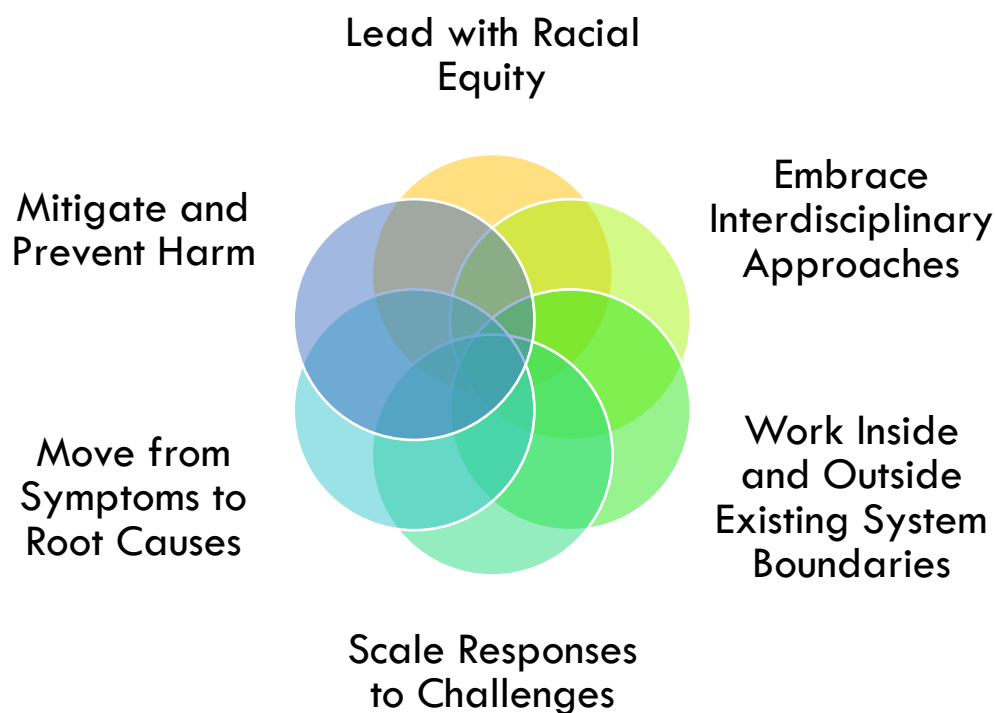 Lead with Racial
Equity
Embrace
Interdisciplinary
Approaches
Work Inside
and Outside
Existing System
Boundaries
Scale Responses
to Challenges
Move from
Symptoms to
Root Causes
Mitigate and
Prevent Harm